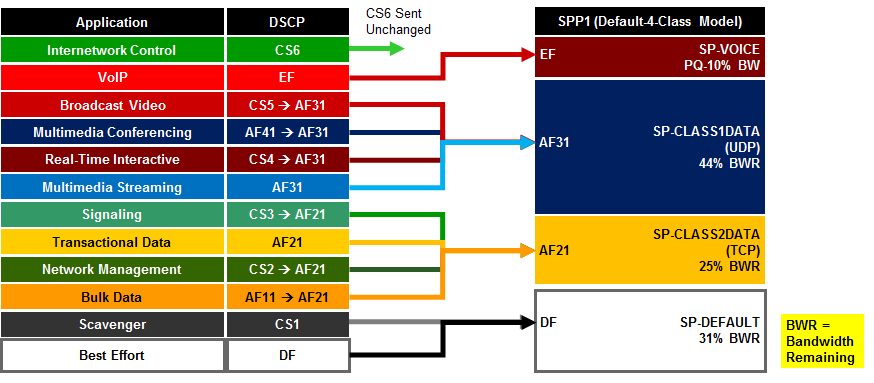 Application DSCP CS6 Sent Unchanged SPP1 (Default-4-Class Model)
Internetwork Control CS6
VoIP EF
Broadcast Video CS5 → AF31
Multimedia Conferencing AF41 → AF31
Real-Time Interactive CS4 → AF31
Multimedia Streaming AF31
Signaling CS3 → AF21
Transactional Data AF21
Network Management CS2 → AF21
Bulk Data AF11 → AF21
Scavenger CS1
Best Effort DF
EF SP-VOICE
PQ-10% BW
AF31 SP-CLASS1DATA
(UDP)
44% BWR
AF21 SP-CLASS2DATA
(TCP)
25% BWR
DF SP-DEFAULT
31% BWR
BWR =
Bandwidth
Remaining